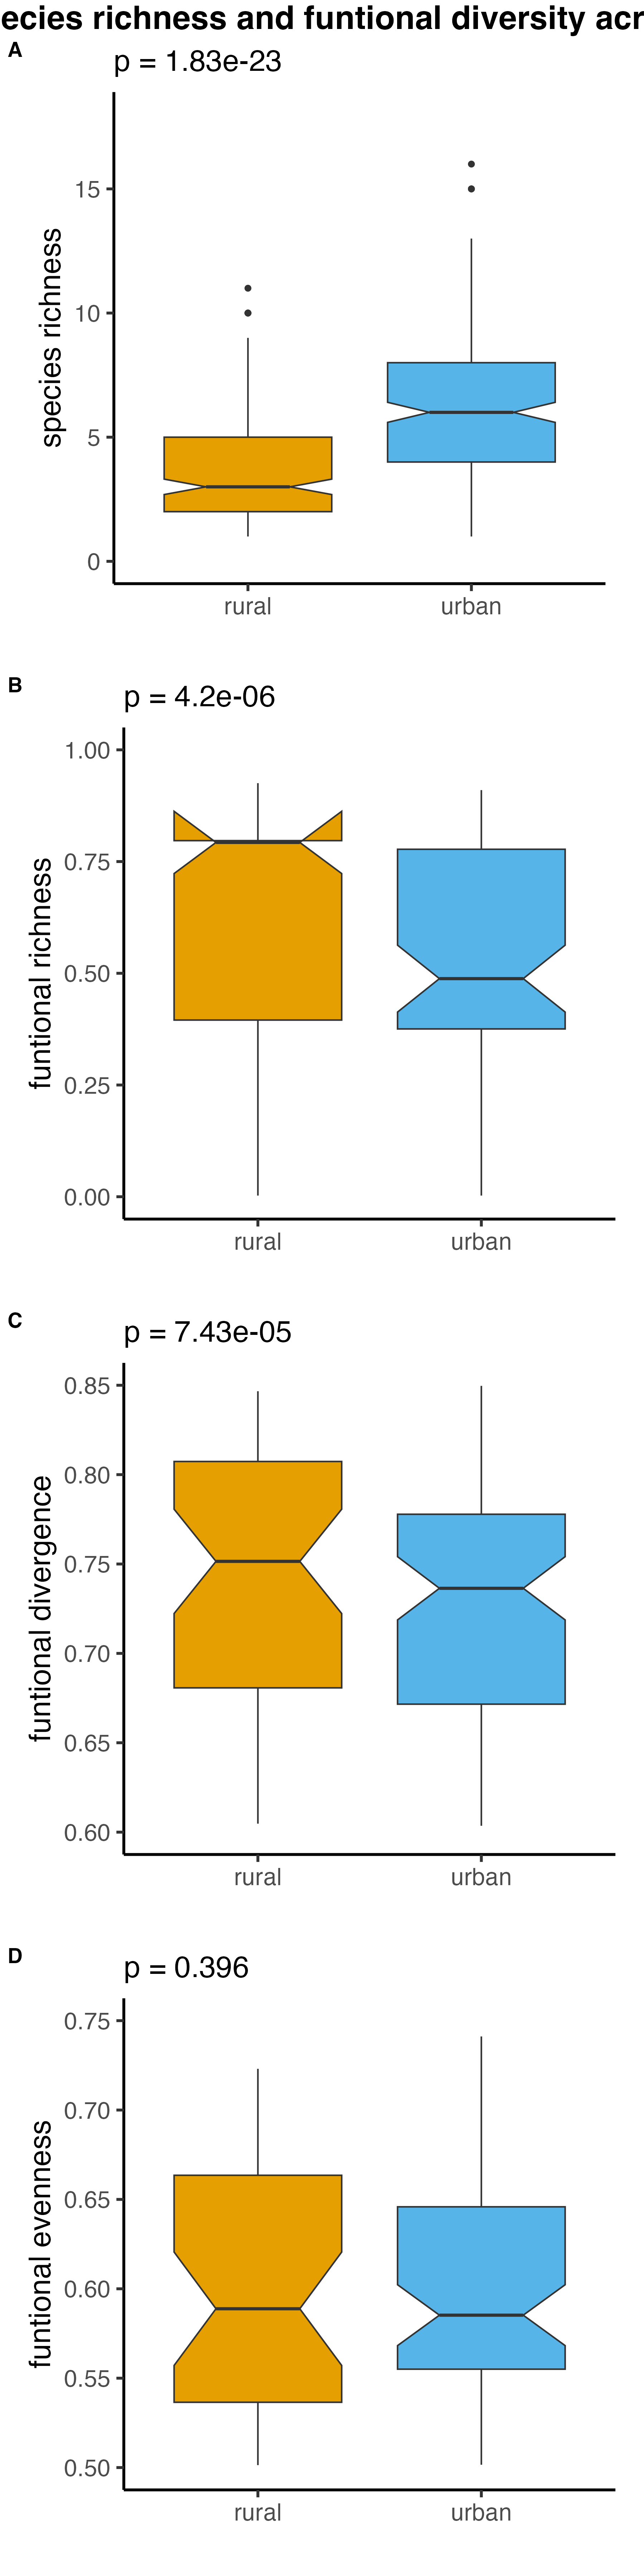 ecies richness and funtional diversity acr
A
p = 1.83e-23
species richness
15
10
5
0
rural
urban
B
p = 4.2e-06
funtional richness
1.00
0.75
0.50
0.25
0.00
rural
urban
C
p = 7.43e-05
funtional divergence
0.85
0.80
0.75
0.70
0.65
0.60
rural
urban
D
p = 0.396
funtional evenness
0.75
0.70
0.65
0.60
0.55
0.50
rural
urban